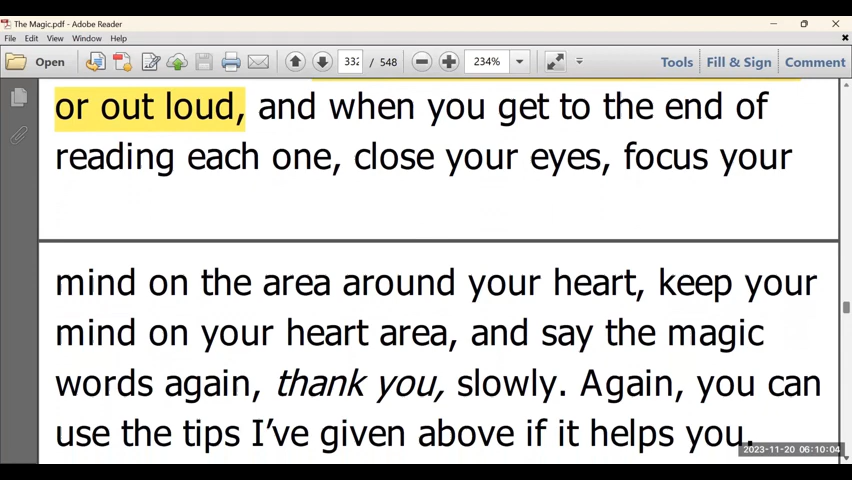 The Magic.pdf - Adobe Reader
File Edit View Window Help
Open 332 / 548 234% Tools Fill & Sign Comment
or out loud, and when you get to the end of
reading each one, close your eyes, focus your
mind on the area around your heart, keep your
mind on your heart area, and say the magic
words again, thank you, slowly. Again, you can
use the tips I've given above if it helps you.
2023-11-20 06:10:04